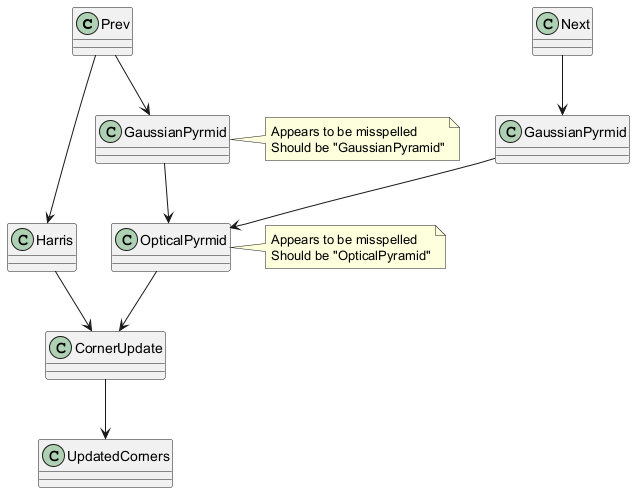 C Prev
C Next
C GaussianPyrmid
Appears to be misspelled
Should be "GaussianPyramid"
C GaussianPyrmid
C Harris
C OpticalPyrmid
Appears to be misspelled
Should be "OpticalPyramid"
C CornerUpdate
C UpdatedCorners